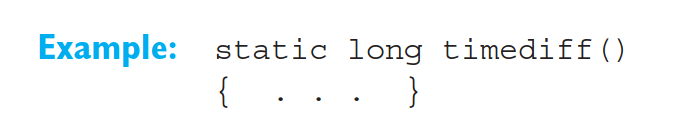 Example: static long timediff()
{ . . . }